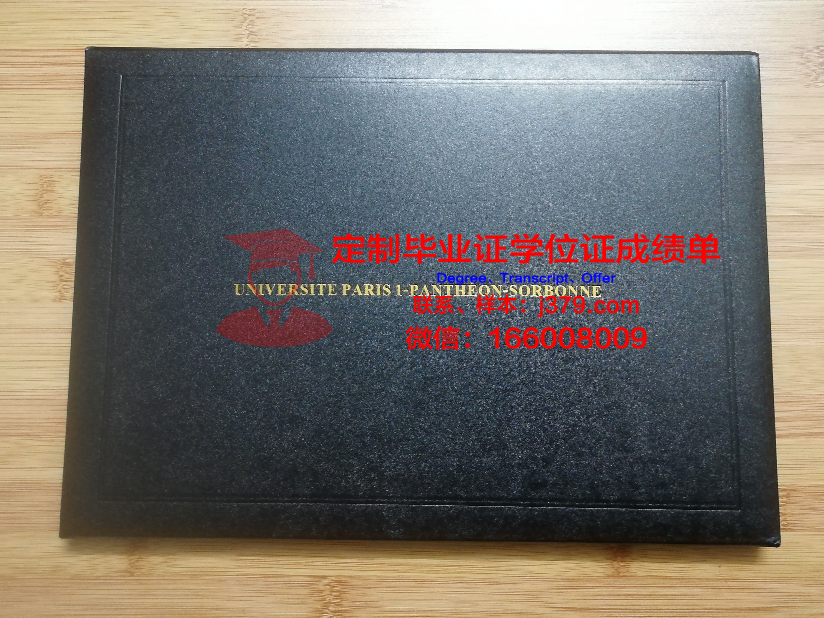 定制毕业证学位证成绩单
Degree、Transcript、Offer
UNIVERSITE PARIS 1-PANTHEON-SORBONNE
联系、样本：j379.com
微信：166008009